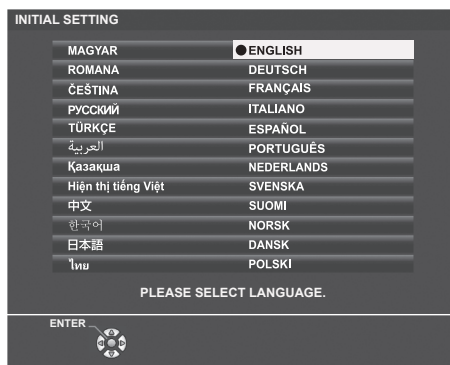 INITIAL SETTING
MAGYAR ●ENGLISH
ROMANA DEUTSCH
ČEŠTINA FRANÇAIS
РУССКИЙ ITALIANO
TÜRKÇE ESPAÑOL
العربية PORTUGUÊS
Қазақша NEDERLANDS
Hiện thị tiếng Việt SVENSKA
中文 SUOMI
한국어 NORSK
日本語 DANSK
ไทย POLSKI
PLEASE SELECT LANGUAGE.
ENTER